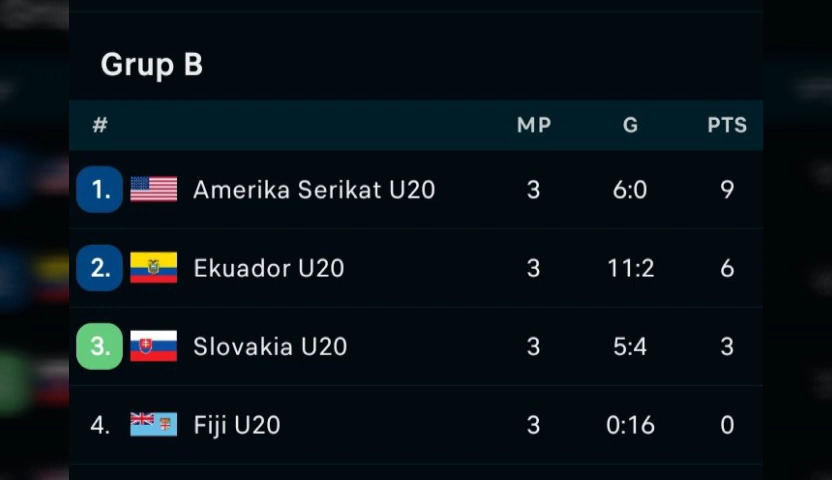 Grup B
# MP G PTS
1. Amerika Serikat U20 3 6:0 9
2. Ekuador U20 3 11:2 6
3. Slovakia U20 3 5:4 3
4. Fiji U20 3 0:16 0